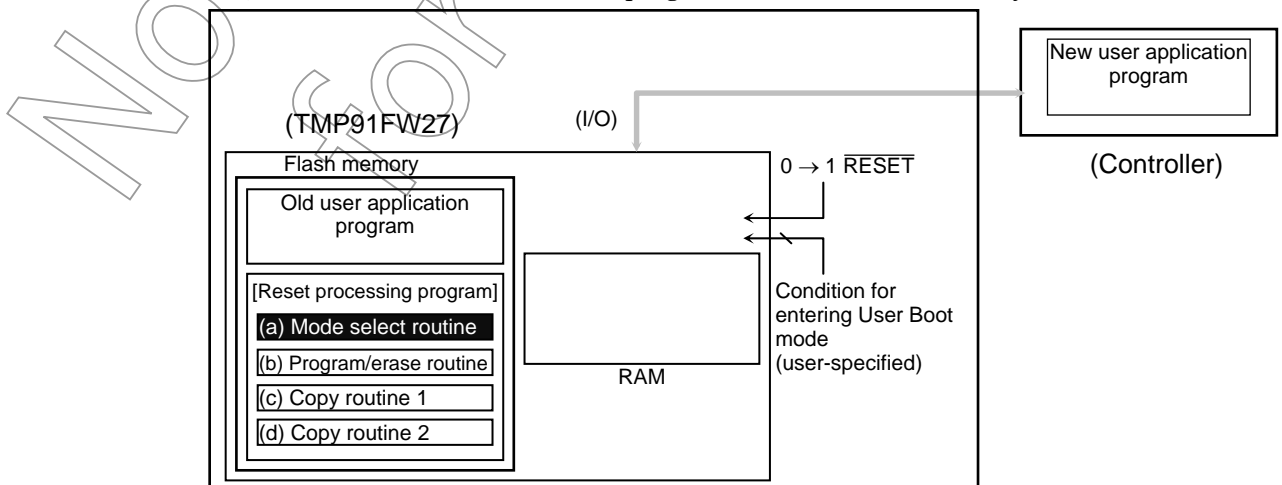 New user application
program
(TMP91FW27)
(I/O)
0 → 1 RESET
(Controller)
Flash memory
Old user application
program
[Reset processing program]
(a) Mode select routine
(b) Program/erase routine
(c) Copy routine 1
(d) Copy routine 2
RAM
Condition for
entering User Boot
mode
(user-specified)